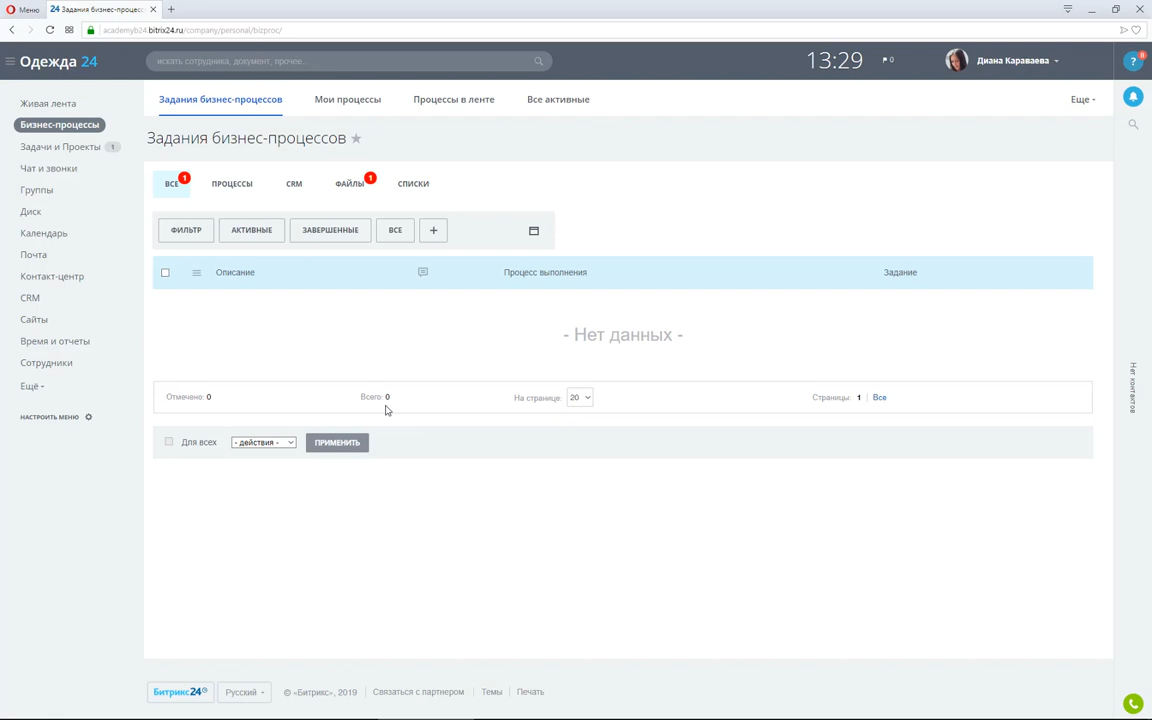 Меню
24 Задания бизнес-процессс
academyb24.bitrix24.ru/company/personal/bizproc/
Одежда 24
искать сотрудника, документ, прочее...
13:29
0
Диана Караваева
?
8
Живая лента
Бизнес-процессы
Задачи и Проекты 1
Чат и звонки
Группы
Диск
Календарь
Почта
Контакт-центр
CRM
Сайты
Время и отчеты
Сотрудники
Ещё
НАСТРОИТЬ МЕНЮ
Задания бизнес-процессов
Мои процессы
Процессы в ленте
Все активные
Еще
Задания бизнес-процессов
ВСЕ 1
ПРОЦЕССЫ
CRM
ФАЙЛЫ 1
СПИСКИ
ФИЛЬТР
АКТИВНЫЕ
ЗАВЕРШЕННЫЕ
ВСЕ
+
Описание
Процесс выполнения
Задание
- Нет данных -
Отмечено: 0
Всего: 0
На странице: 20
Страницы: 1 Все
Для всех
- действия -
ПРИМЕНИТЬ
Нет контактов
Битрикс24
Русский
© «Битрикс», 2019
Связаться с партнером
Темы
Печать